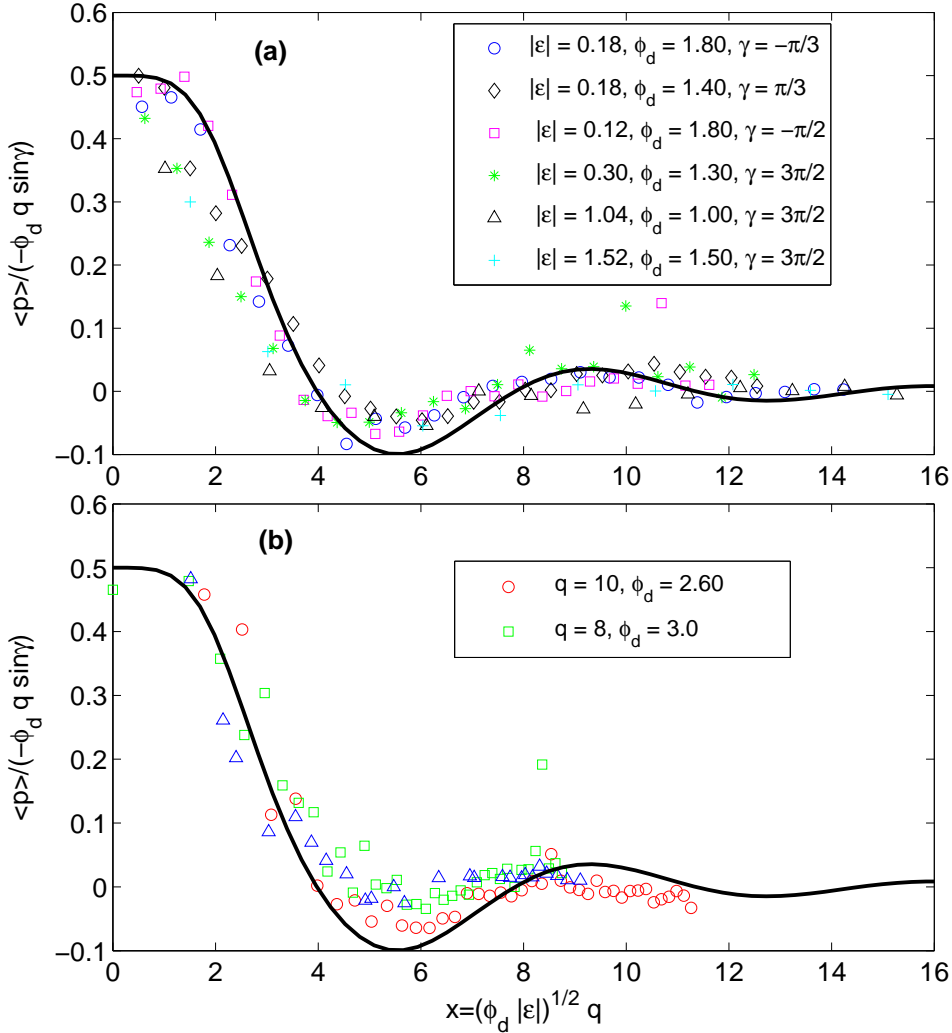 0.6
0.5
0.4
0.3
0.2
0.1
0
−0.1
<p>/(−ϕd q sinγ)
(a)
|ε| = 0.18, ϕd = 1.80, γ = −π/3
|ε| = 0.18, ϕd = 1.40, γ = π/3
|ε| = 0.12, ϕd = 1.80, γ = −π/2
|ε| = 0.30, ϕd = 1.30, γ = 3π/2
|ε| = 1.04, ϕd = 1.00, γ = 3π/2
|ε| = 1.52, ϕd = 1.50, γ = 3π/2
0 2 4 6 8 10 12 14 16
0.6
0.5
0.4
0.3
0.2
0.1
0
−0.1
<p>/(−ϕd q sinγ)
(b)
q = 10, ϕd = 2.60
q = 8, ϕd = 3.0
0 2 4 6 8 10 12 14 16
x=(ϕd |ε|)1/2 q